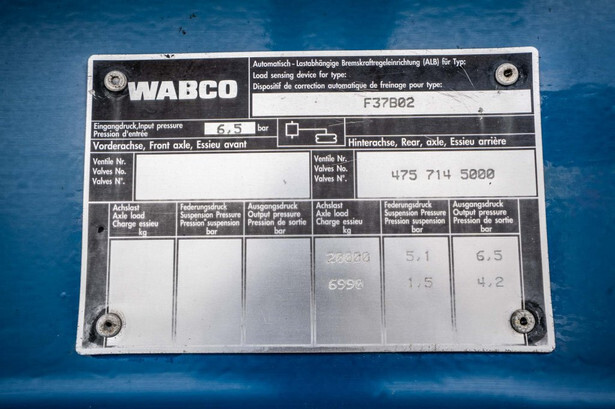 WABCO
Automatisch - Lastabhängige Bremskraftregeleinrichtung (ALB) für Typ:
Load sensing device for type:
Dispositif de correction automatique de freinage pour type:
F37B02
Eingangdruck,Input pressure
Pression d'entrée
6,5 bar
Vorderachse, Front axle, Essieu avant
Hinterachse, Rear, axle, Essieu arrière
Ventile Nr.
Valves No.
Valves N°.
Ventile Nr.
Valves No.
Valves N°.
475 714 5000
Achslast
Axle load
Charge essieu
kg
Federungsdruck
Suspension Pressure
Pression suspension
bar
Ausgangsdruck
Output pressure
Pression de sortie
bar
Achslast
Axle load
Charge essieu
kg
Federungsdruck
Suspension Pressure
Pression suspension
bar
Ausgangsdruck
Output pressure
Pression de sortie
bar
5,1 6,5
6990 1,5 4,2